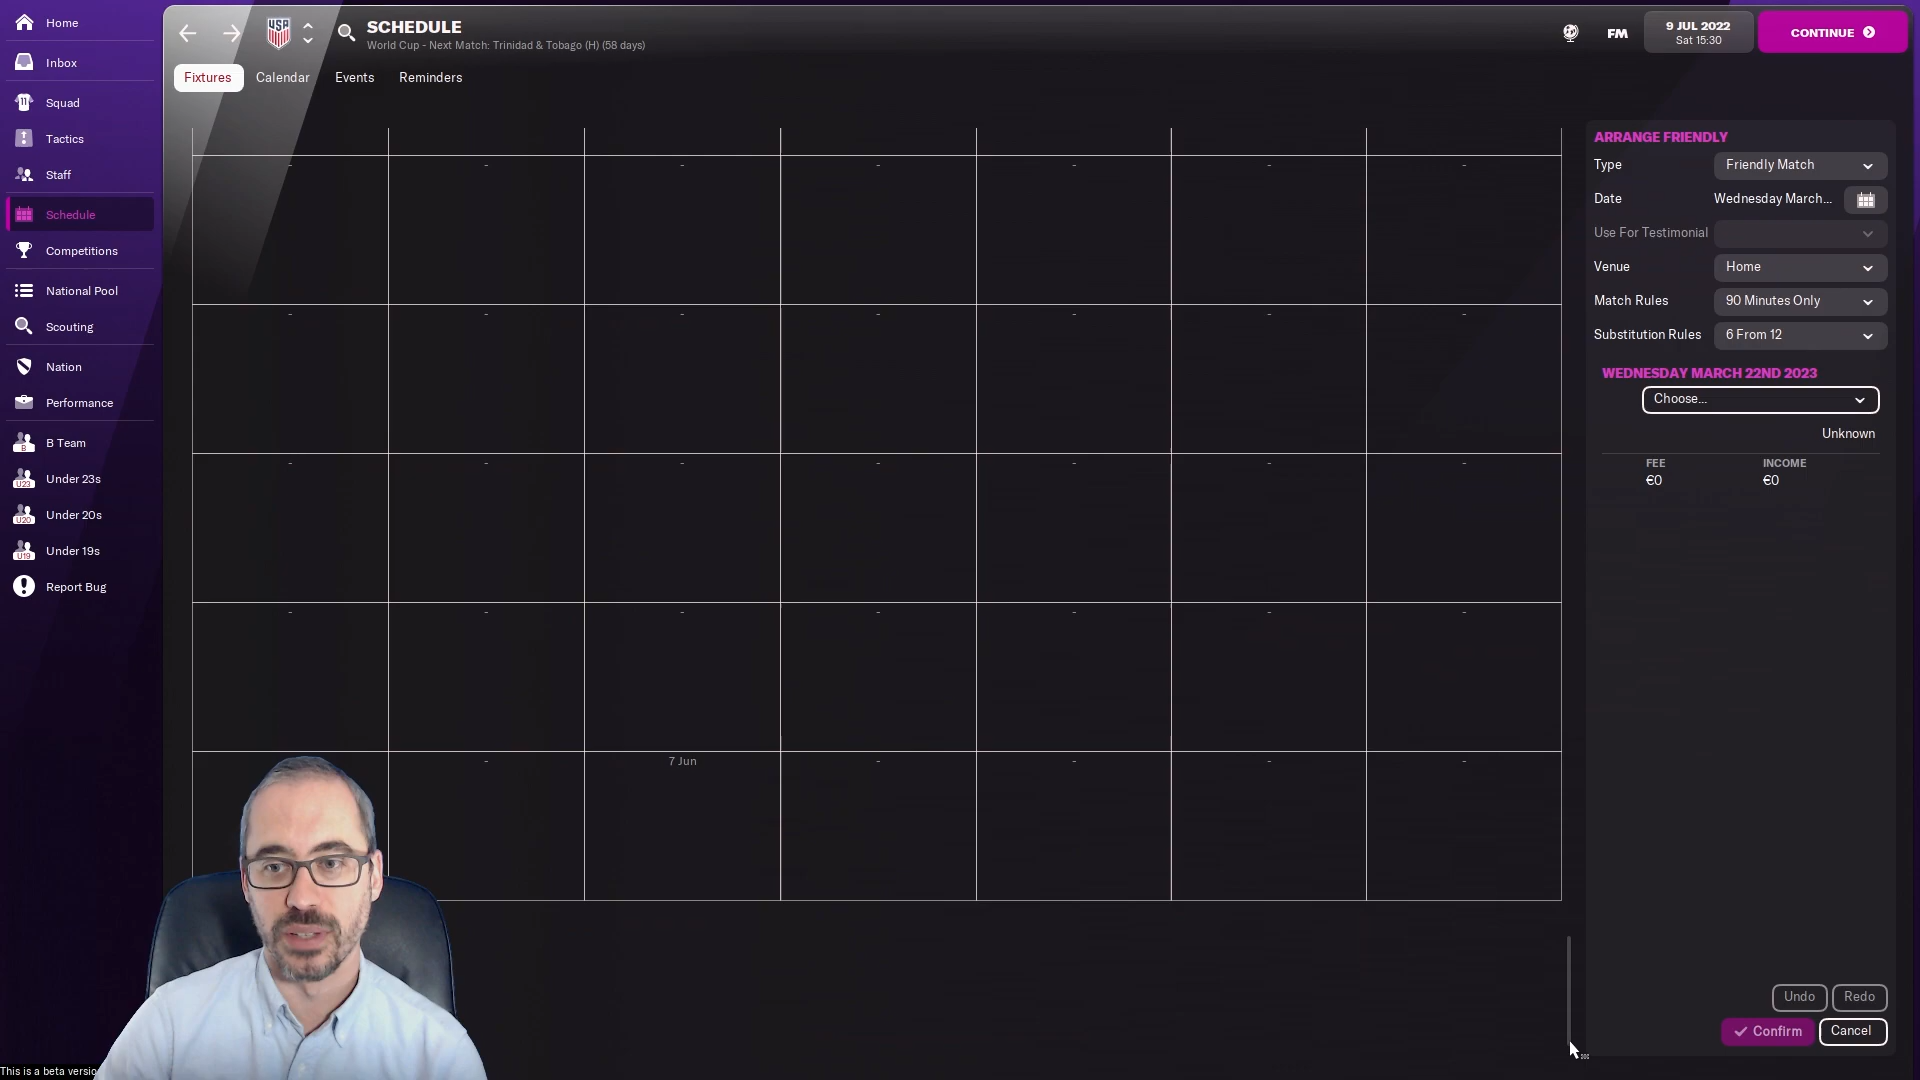 Home
Inbox
Squad
Tactics
Staff
Schedule
Competitions
National Pool
Scouting
Nation
Performance
B
B Team
U23
Under 23s
U20
Under 20s
U19
Under 19s
Report Bug
This is a beta versio
USA
SCHEDULE
World Cup - Next Match: Trinidad & Tobago (H) (58 days)
FM
9 JUL 2022
Sat 15:30
CONTINUE
Fixtures
Calendar
Events
Reminders
- - - - - - -
- - - - - - -
- - - - - - -
- - - - - - -
- 7 Jun - - - -
ARRANGE FRIENDLY
Type Friendly Match
Date Wednesday March...
Use For Testimonial
Venue Home
Match Rules 90 Minutes Only
Substitution Rules 6 From 12
WEDNESDAY MARCH 22ND 2023
Choose...
Unknown
FEE INCOME
€0 €0
Undo Redo
Confirm Cancel